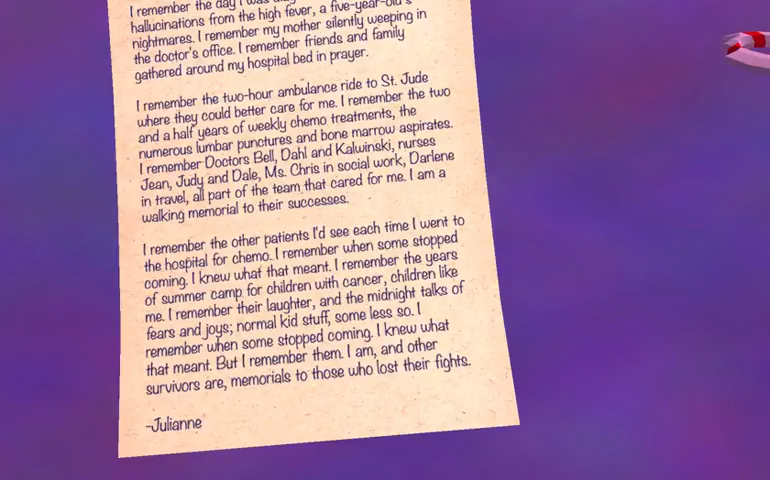 I remember the day I was
hallucinations from the high fever, a five-year-old's
nightmares. I remember my mother silently weeping in
the doctor's office. I remember friends and family
gathered around my hospital bed in prayer.
I remember the two-hour ambulance ride to St. Jude
where they could better care for me. I remember the two
and a half years of weekly chemo treatments, the
numerous lumbar punctures and bone marrow aspirates.
I remember Doctors Bell, Dahl and Kalwinski, nurses
Jean, Judy and Dale, Ms. Chris in social work, Darlene
in travel, all part of the team that cared for me. I am a
walking memorial to their successes.
I remember the other patients I'd see each time I went to
the hospital for chemo. I remember when some stopped
coming. I knew what that meant. I remember the years
of summer camp for children with cancer, children like
me. I remember their laughter, and the midnight talks of
fears and joys; normal kid stuff, some less so. I
remember when some stopped coming. I knew what
that meant. But I remember them. I am, and other
survivors are, memorials to those who lost their fights.
-Julianne